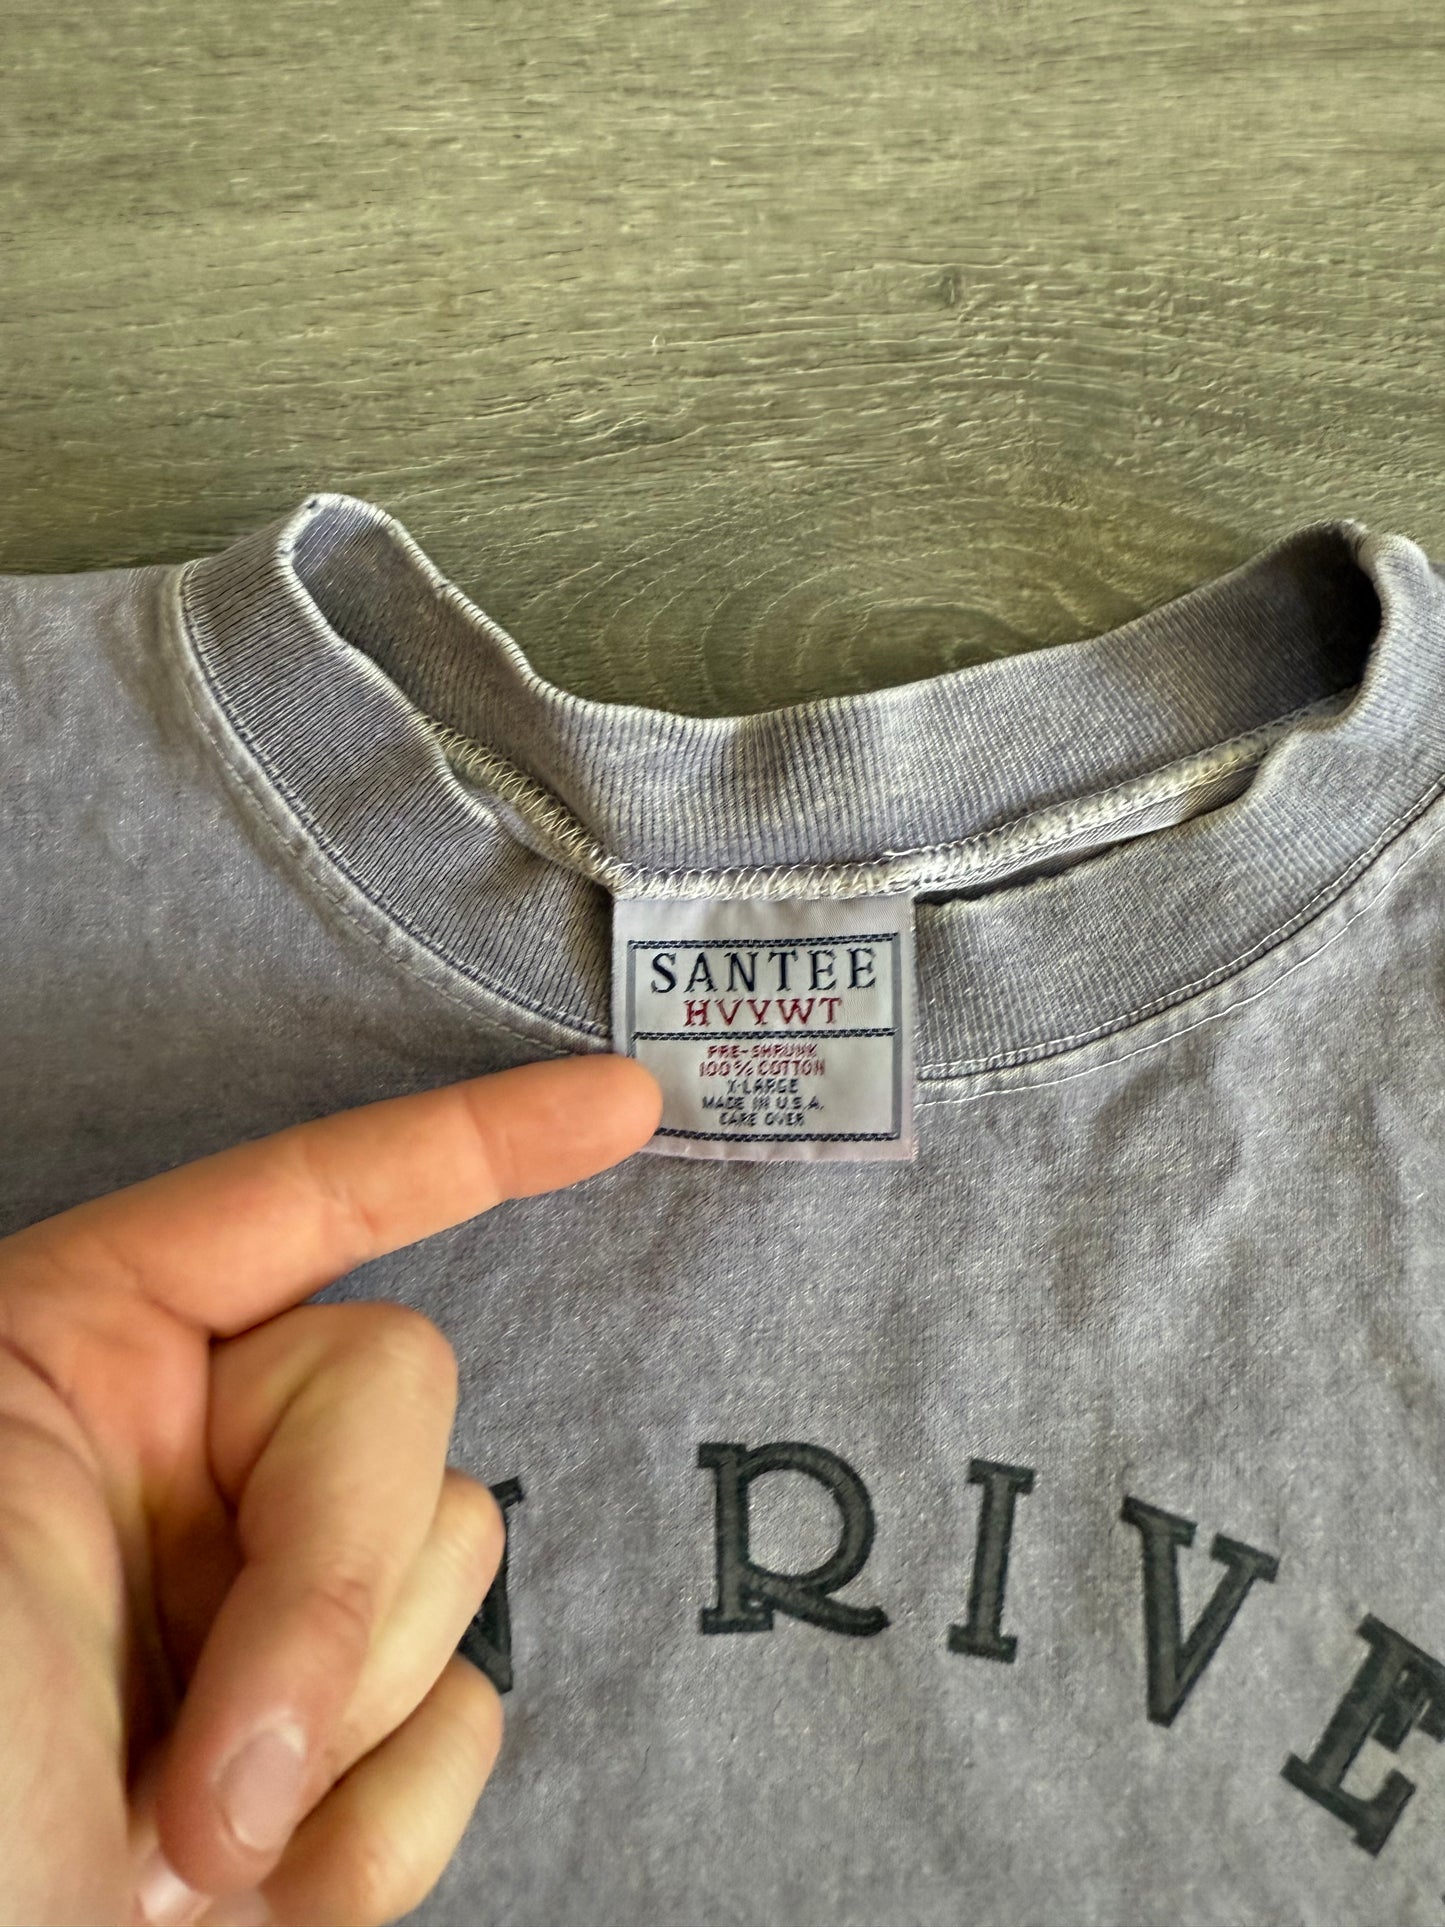 SANTEE
HVYWT
PRE-SHRUNK
100% COTTON
X-LARGE
MADE IN U.S.A.
CARE OVER
RIVE